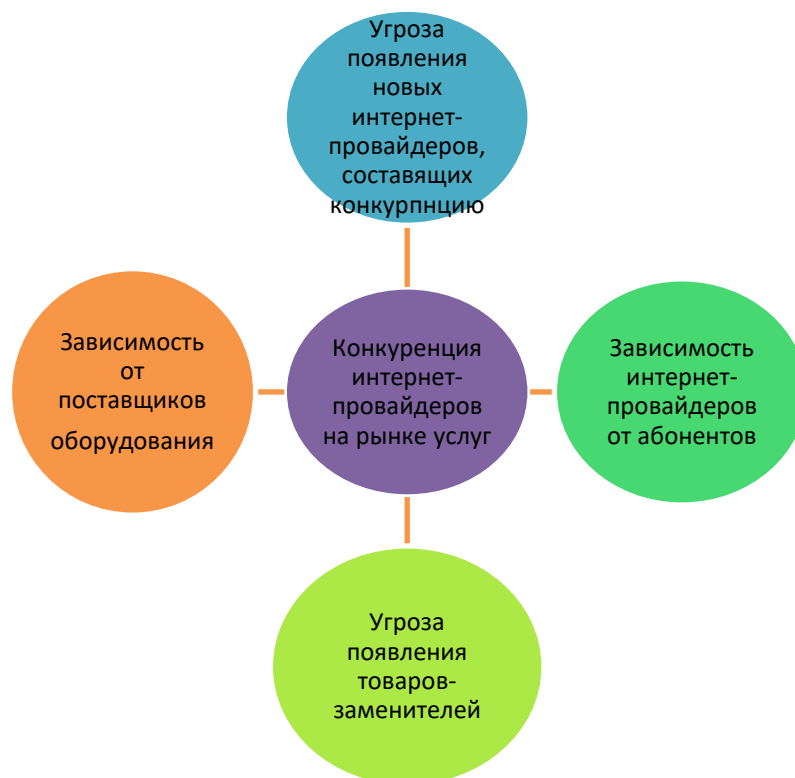 Угроза
появления
новых
интернет-
провайдеров,
составящих
конкурпнцию
Зависимость
от
поставщиков
оборудования
Конкуренция
интернет-
провайдеров
на рынке услуг
Зависимость
интернет-
провайдеров
от абонентов
Угроза
появления
товаров-
заменителей